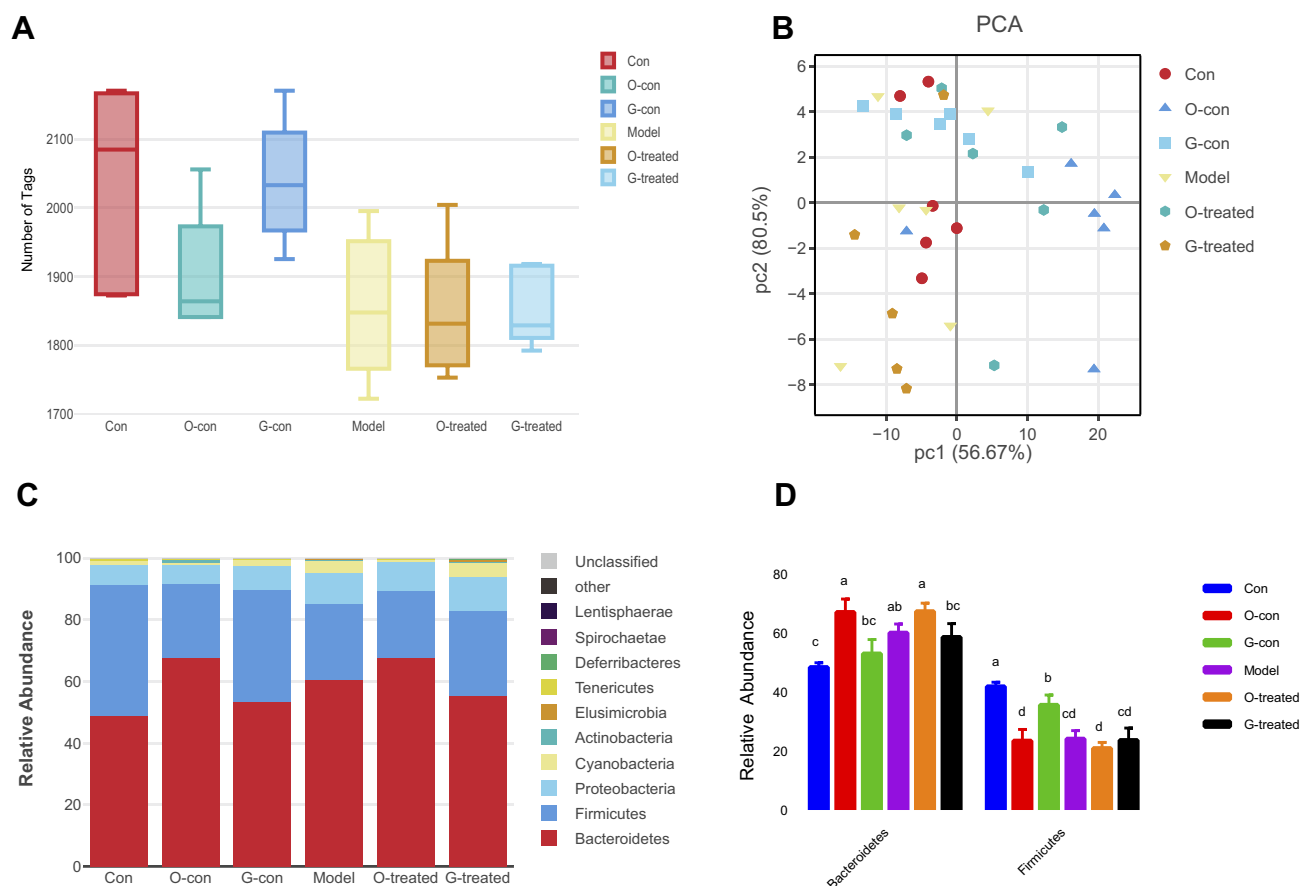 A
Number of Tags
2100
2000
1900
1800
1700
Con
O-con
G-con
Model
O-treated
G-treated
Con
O-con
G-con
Model
O-treated
G-treated
B
PCA
pc2 (80.5%)
6
4
2
0
−2
−4
−6
−8
−10
0
10
20
pc1 (56.67%)
Con
O-con
G-con
Model
O-treated
G-treated
C
Relative Abundance
100
80
60
40
20
0
Con
O-con
G-con
Model
O-treated
G-treated
Unclassified
other
Lentisphaerae
Spirochaetae
Deferribacteres
Tenericutes
Elusimicrobia
Actinobacteria
Cyanobacteria
Proteobacteria
Firmicutes
Bacteroidetes
D
Relative Abundance
80
60
40
20
0
c
a
bc
ab
a
bc
a
d
b
cd
d
cd
Bacteroidetes
Firmicutes
Con
O-con
G-con
Model
O-treated
G-treated